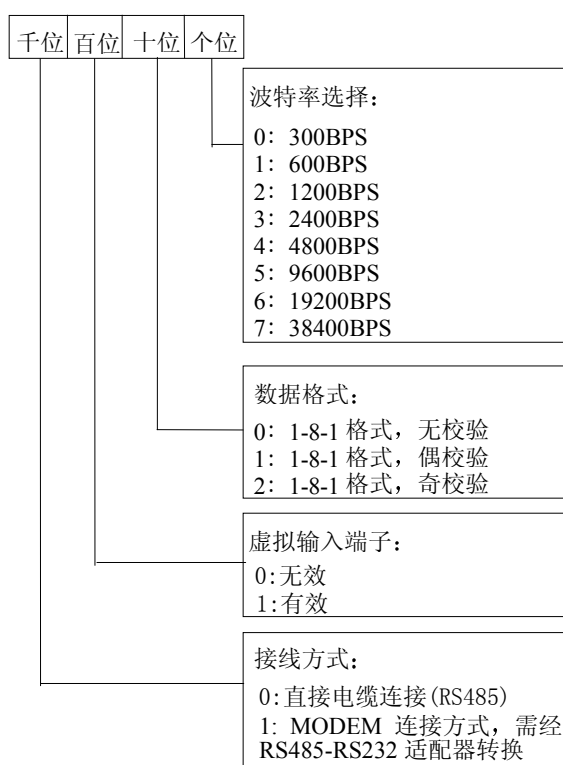 千位 百位 十位 个位
波特率选择：
0：300BPS
1：600BPS
2：1200BPS
3：2400BPS
4：4800BPS
5：9600BPS
6：19200BPS
7：38400BPS
数据格式：
0：1-8-1 格式，无校验
1：1-8-1 格式，偶校验
2：1-8-1 格式，奇校验
虚拟输入端子：
0:无效
1:有效
接线方式：
0:直接电缆连接(RS485)
1: MODEM 连接方式，需经
RS485-RS232 适配器转换